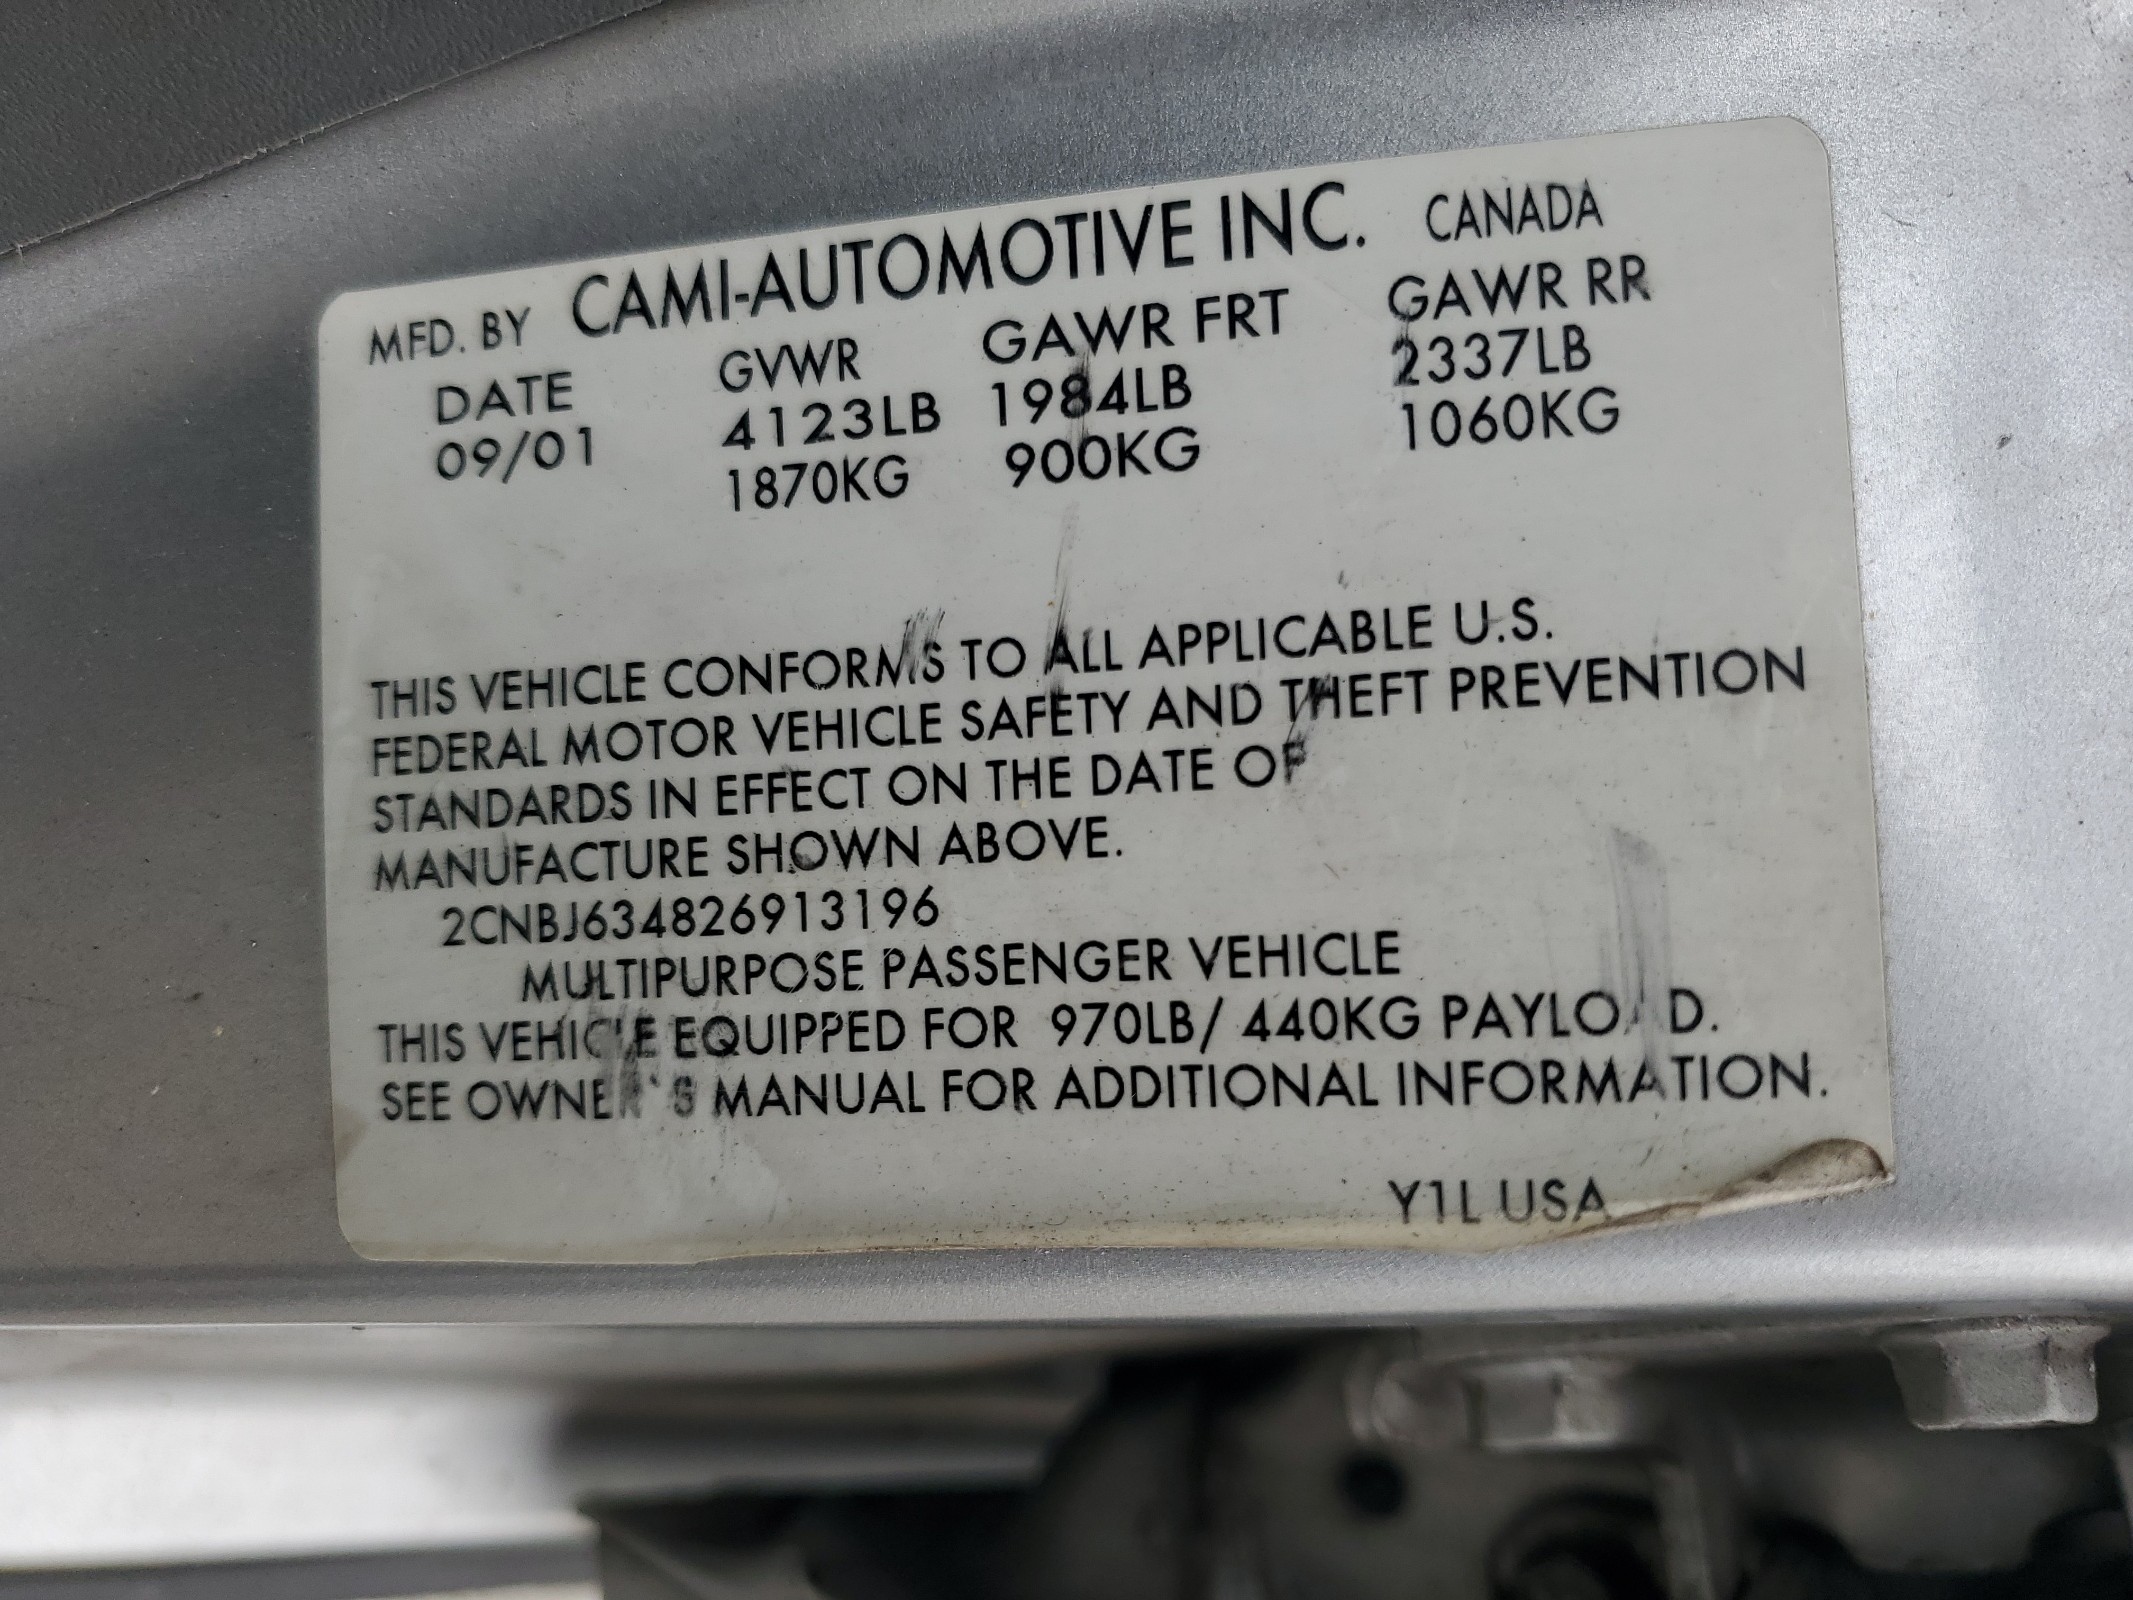 MFD. BY CAMI-AUTOMOTIVE INC. CANADA
DATE GVWR GAWR FRT GAWR RR
09/01 4123LB 1984LB 2337LB
1870KG 900KG 1060KG
THIS VEHICLE CONFORMS TO ALL APPLICABLE U.S.
FEDERAL MOTOR VEHICLE SAFETY AND THEFT PREVENTION
STANDARDS IN EFFECT ON THE DATE OF
MANUFACTURE SHOWN ABOVE.
2CNBJ634826913196
MULTIPURPOSE PASSENGER VEHICLE
THIS VEHICLE EQUIPPED FOR 970LB/ 440KG PAYLOAD.
SEE OWNER'S MANUAL FOR ADDITIONAL INFORMATION.
Y1L USA